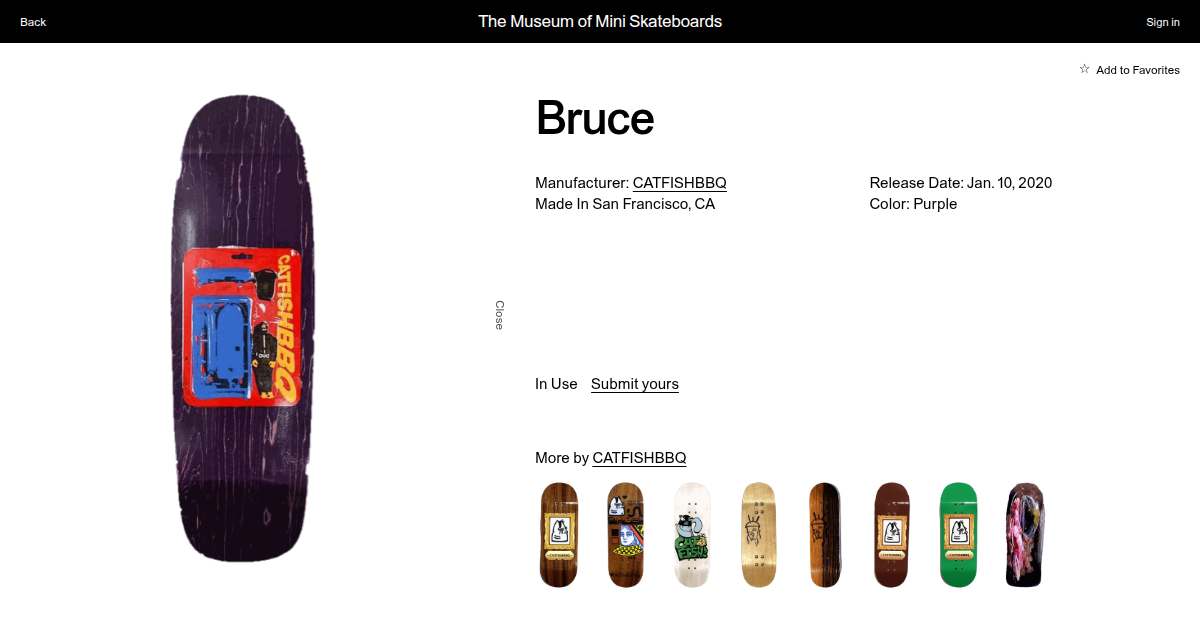 Back
The Museum of Mini Skateboards
Sign in
☆ Add to Favorites
Bruce
Manufacturer: CATFISHBBQ
Made In San Francisco, CA
Release Date: Jan. 10, 2020
Color: Purple
CATFISHBBQ
Close
In Use Submit yours
More by CATFISHBBQ